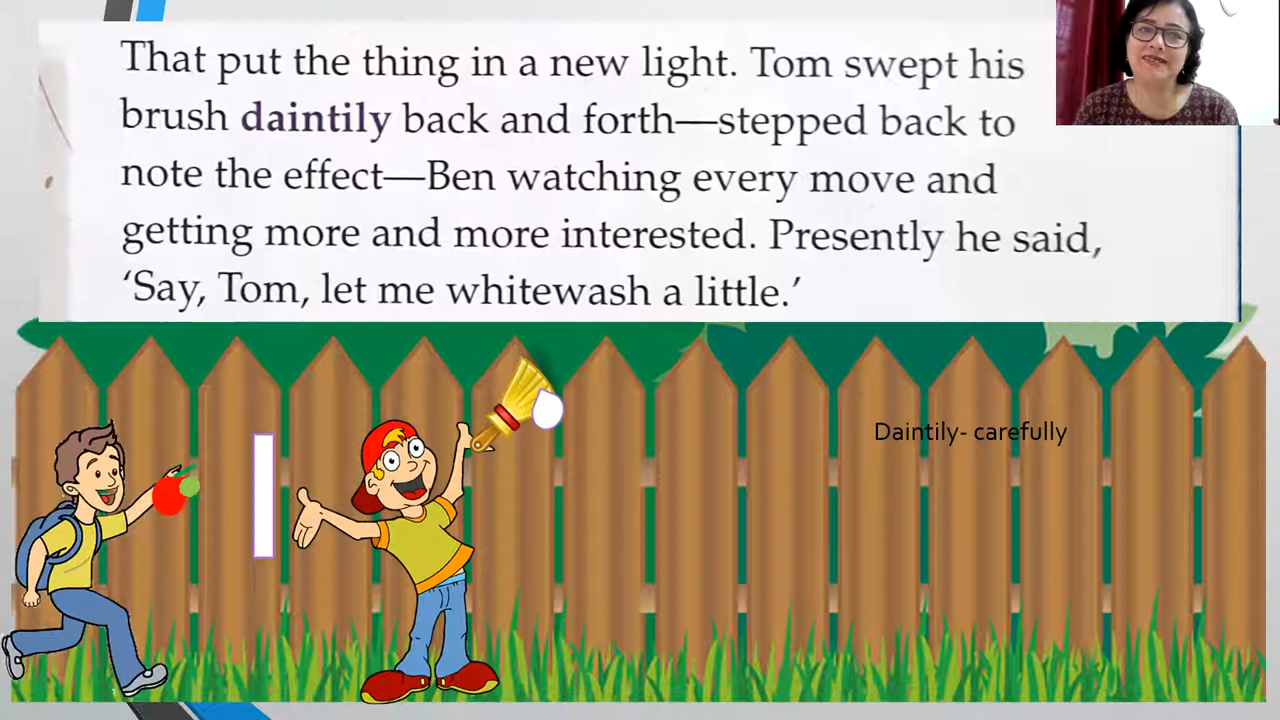 That put the thing in a new light. Tom swept his
brush daintily back and forth—stepped back to
note the effect—Ben watching every move and
getting more and more interested. Presently he said,
‘Say, Tom, let me whitewash a little.’
Daintily- carefully